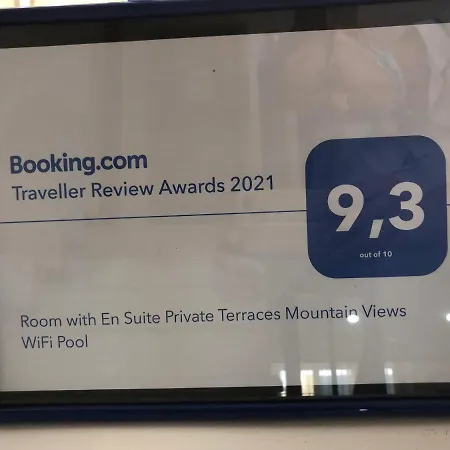 Booking.com
Traveller Review Awards 2021
9,3
out of 10
Room with En Suite Private Terraces Mountain Views
WiFi Pool